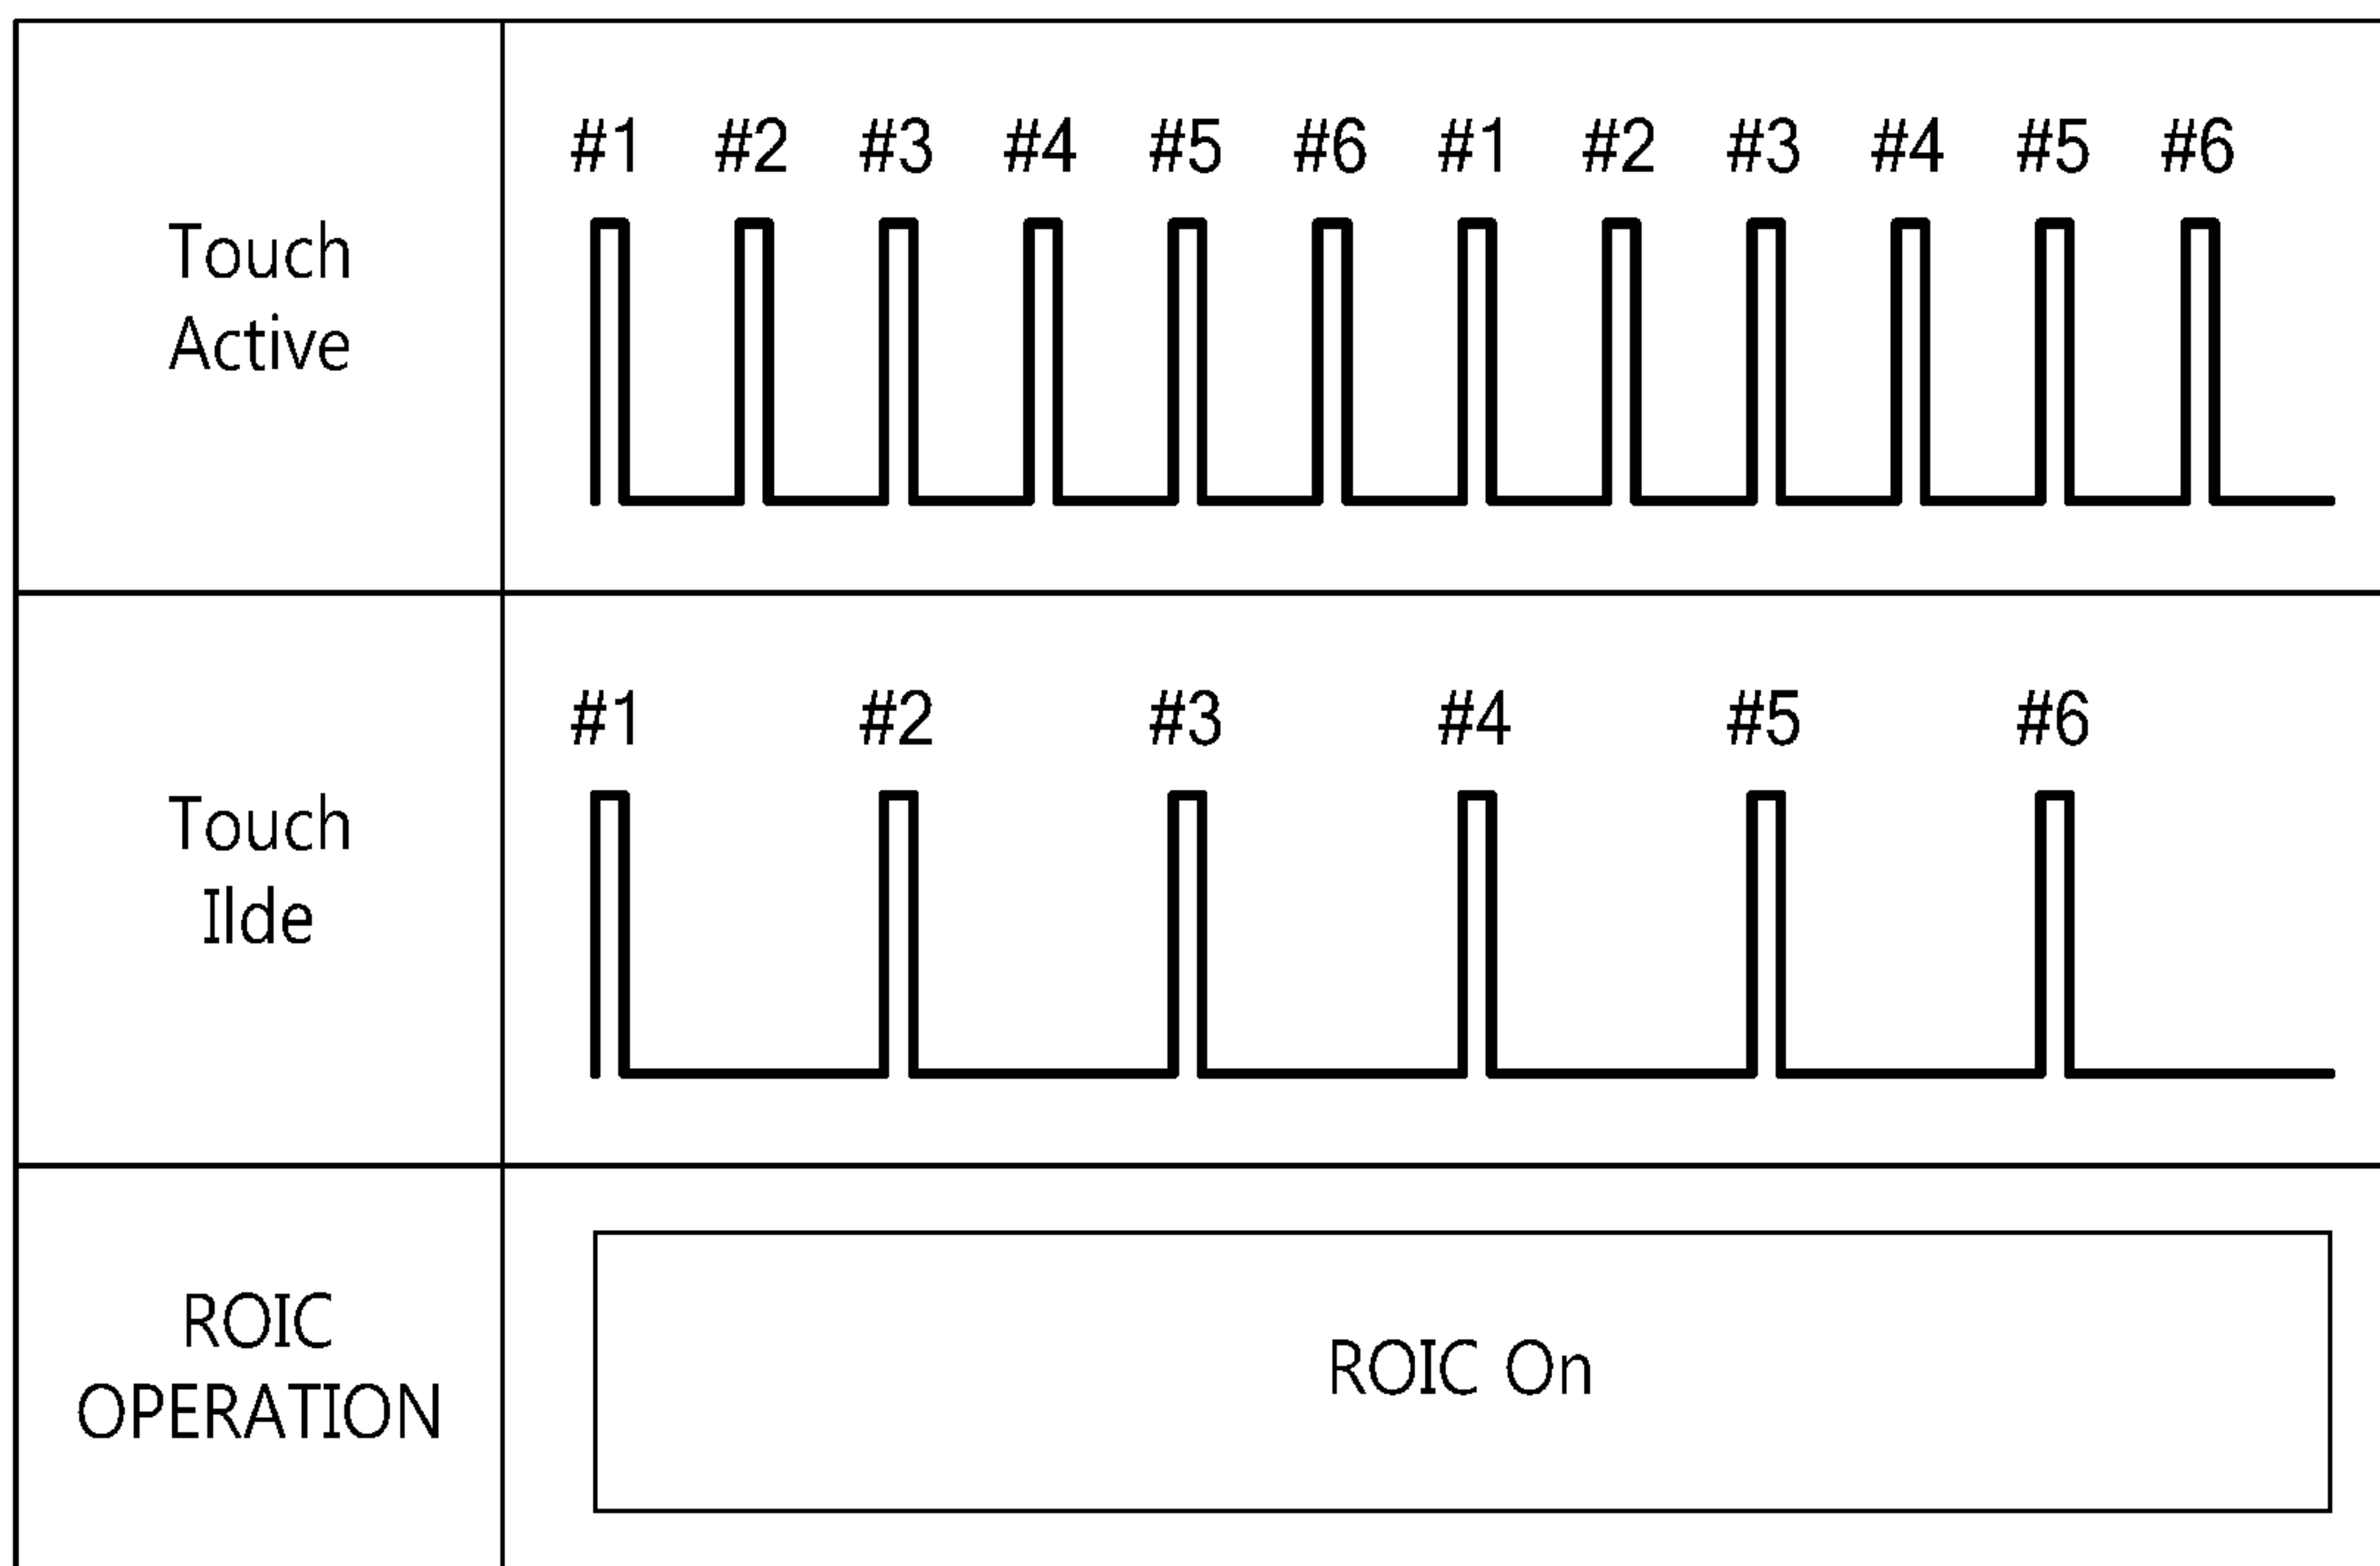 #1 #2 #3 #4 #5 #6 #1 #2 #3 #4 #5 #6
Touch
Active
#1 #2 #3 #4 #5 #6
Touch
Ilde
ROIC
OPERATION
ROIC On